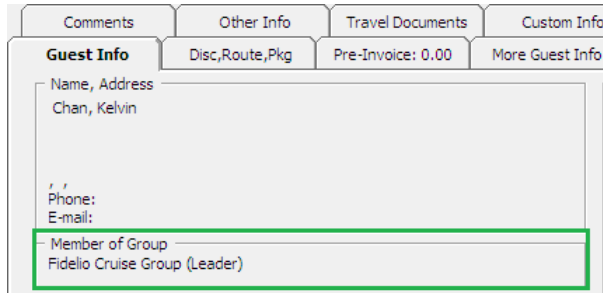 Comments Other Info Travel Documents Custom Info
Guest Info Disc,Route,Pkg Pre-Invoice: 0.00 More Guest Info
Name, Address
Chan, Kelvin
, ,
Phone:
E-mail:
Member of Group
Fidelio Cruise Group (Leader)